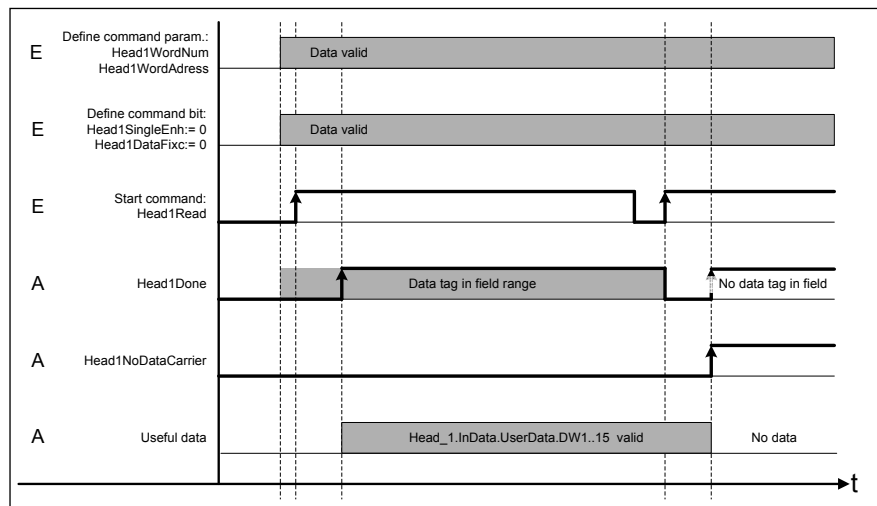 E
Define command param.:
Head1WordNum
Head1WordAdress
Data valid
E
Define command bit:
Head1SingleEnh:= 0
Head1DataFixc:= 0
Data valid
E
Start command:
Head1Read
A
Head1Done
Data tag in field range
No data tag in field
A
Head1NoDataCarrier
A
Useful data
Head_1.InData.UserData.DW1..15 valid
No data
t